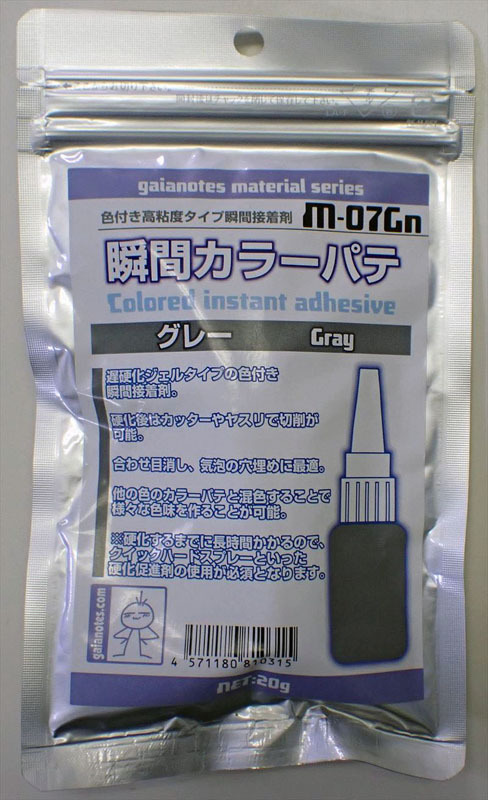 gaianotes material series
色付き高粘度タイプ瞬間接着剤 M-07Gn
瞬間カラーパテ
Colored instant adhesive
グレー Gray
遅硬化ジェルタイプの色付き
瞬間接着剤。
硬化後はカッターやヤスリで切削が
可能。
合わせ目消し、気泡の穴埋めに最適。
他の色のカラーパテと混色することで
様々な色味を作ることが可能。
※硬化するまでに長時間かかるので、
クイックハードスプレーといった
硬化促進剤の使用が必須となります。
gaianotes.com
4 571180 810315
NET:20g